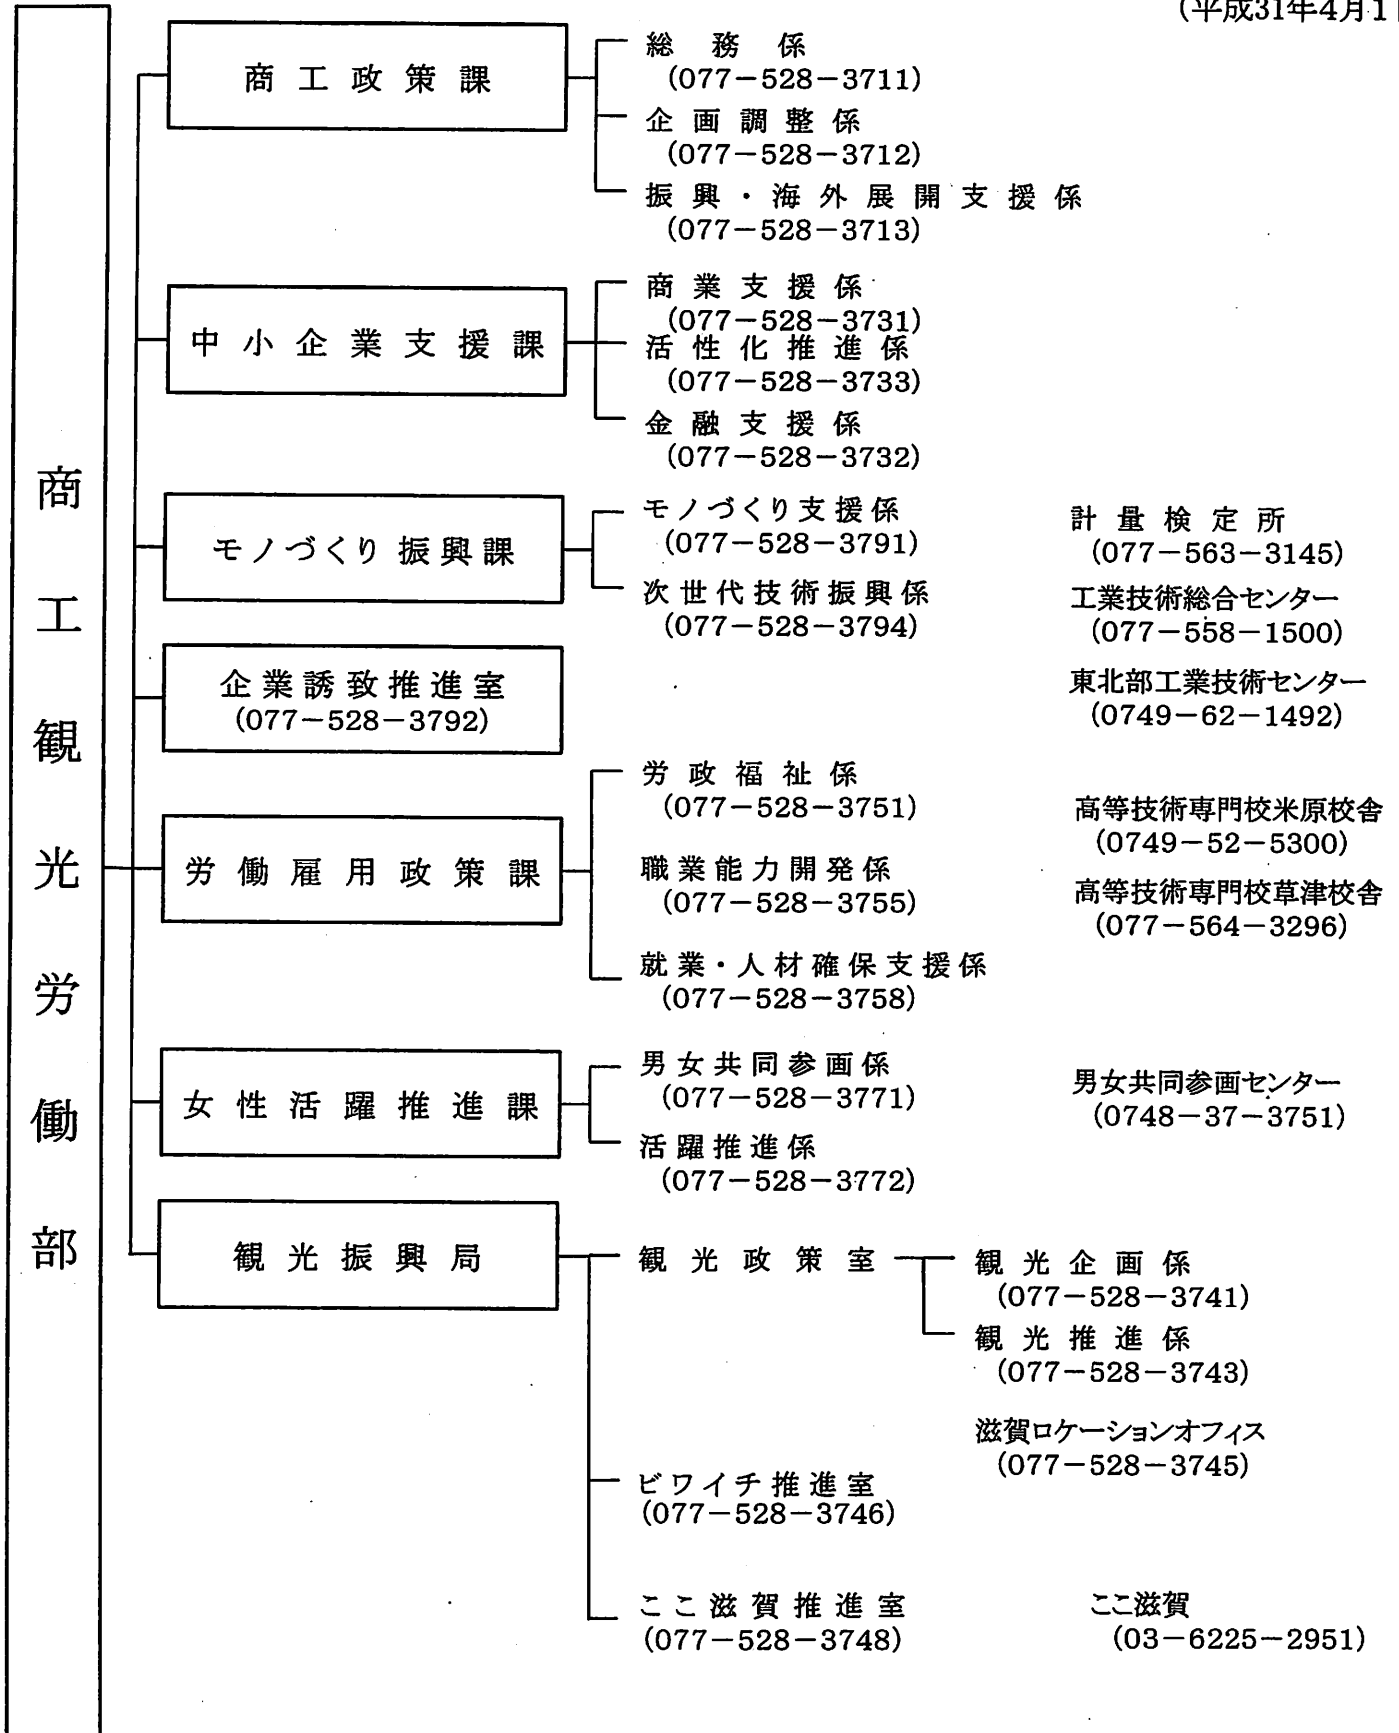 (平成31年4月1
商工観光労働部
商工政策課
総務係
(077-528-3711)
企画調整係
(077-528-3712)
振興・海外展開支援係
(077-528-3713)
中小企業支援課
商業支援係
(077-528-3731)
活性化推進係
(077-528-3733)
金融支援係
(077-528-3732)
モノづくり振興課
モノづくり支援係
(077-528-3791)
次世代技術振興係
(077-528-3794)
計量検定所
(077-563-3145)
工業技術総合センター
(077-558-1500)
東北部工業技術センター
(0749-62-1492)
企業誘致推進室
(077-528-3792)
労働雇用政策課
労政福祉係
(077-528-3751)
職業能力開発係
(077-528-3755)
就業・人材確保支援係
(077-528-3758)
高等技術専門校米原校舎
(0749-52-5300)
高等技術専門校草津校舎
(077-564-3296)
女性活躍推進課
男女共同参画係
(077-528-3771)
活躍推進係
(077-528-3772)
男女共同参画センター
(0748-37-3751)
観光振興局
観光政策室
観光企画係
(077-528-3741)
観光推進係
(077-528-3743)
滋賀ロケーションオフィス
(077-528-3745)
ビワイチ推進室
(077-528-3746)
ここ滋賀推進室
(077-528-3748)
ここ滋賀
(03-6225-2951)